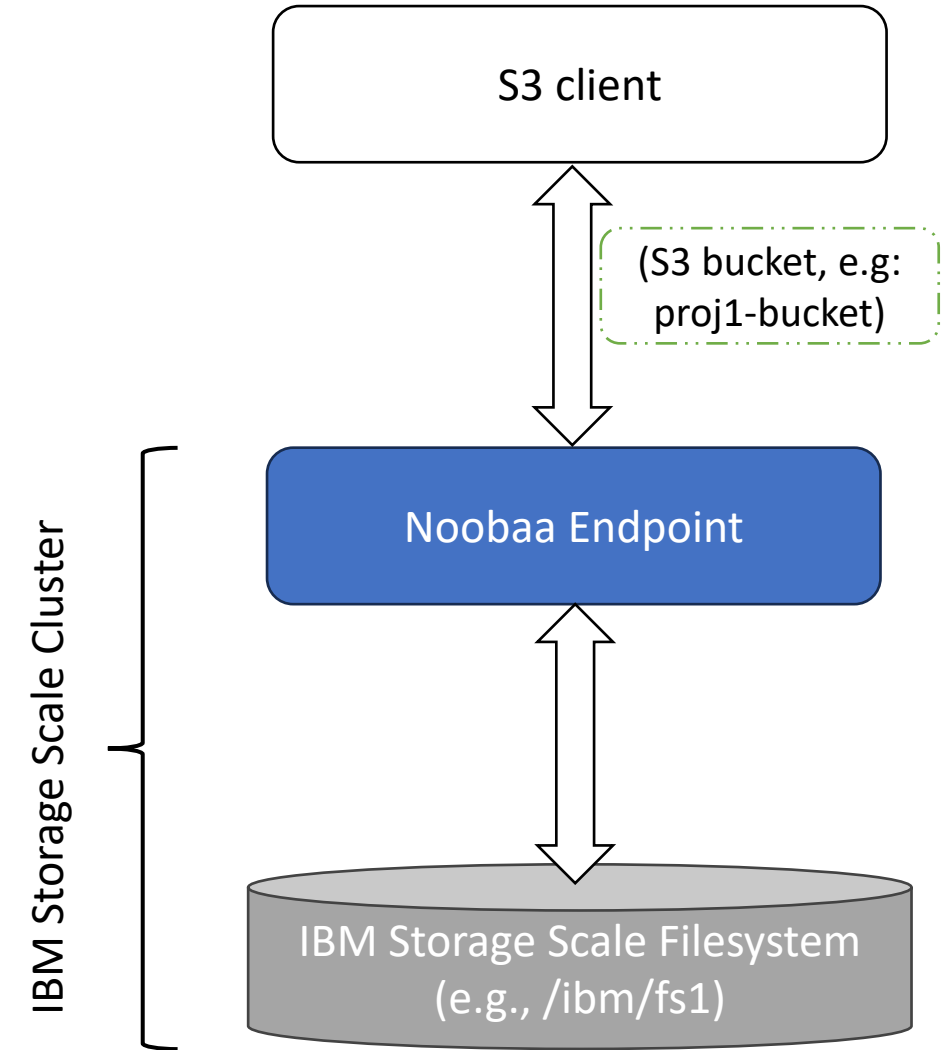 S3 client
(S3 bucket, e.g:
proj1-bucket)
Noobaa Endpoint
IBM Storage Scale Cluster
IBM Storage Scale Filesystem
(e.g., /ibm/fs1)